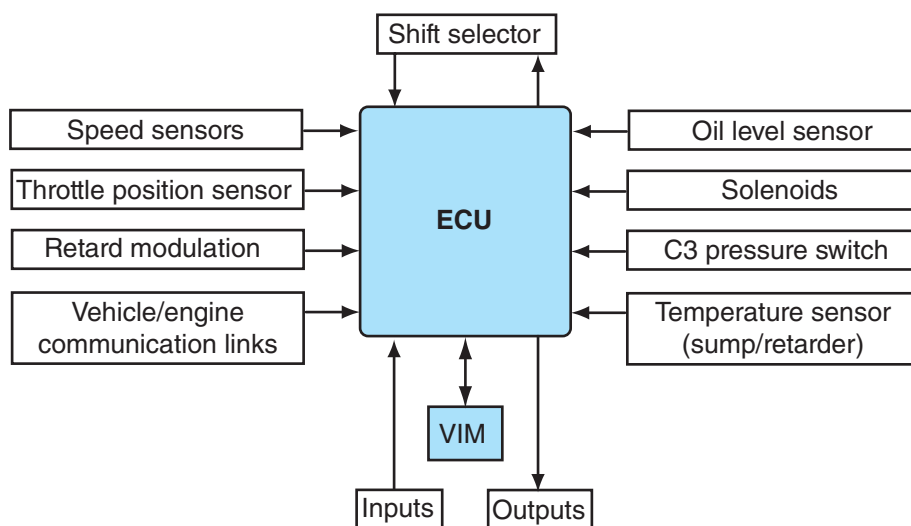 Shift selector
Speed sensors
Throttle position sensor
Retard modulation
Vehicle/engine
communication links
ECU
Oil level sensor
Solenoids
C3 pressure switch
Temperature sensor
(sump/retarder)
VIM
Inputs
Outputs